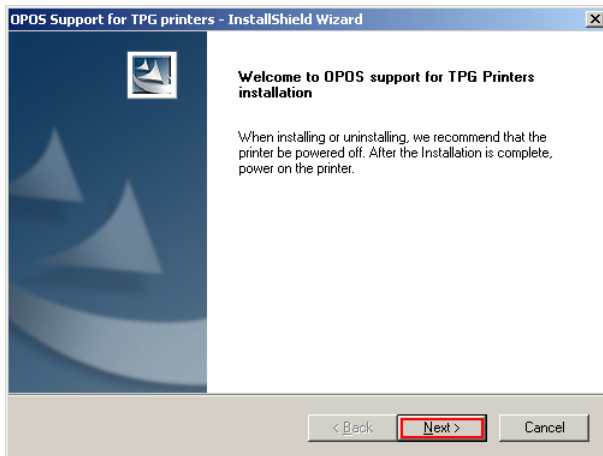 OPOS Support for TPG printers - InstallShield Wizard
Welcome to OPOS support for TPG Printers
installation
When installing or uninstalling, we recommend that the
printer be powered off. After the Installation is complete,
power on the printer.
< Back Next > Cancel